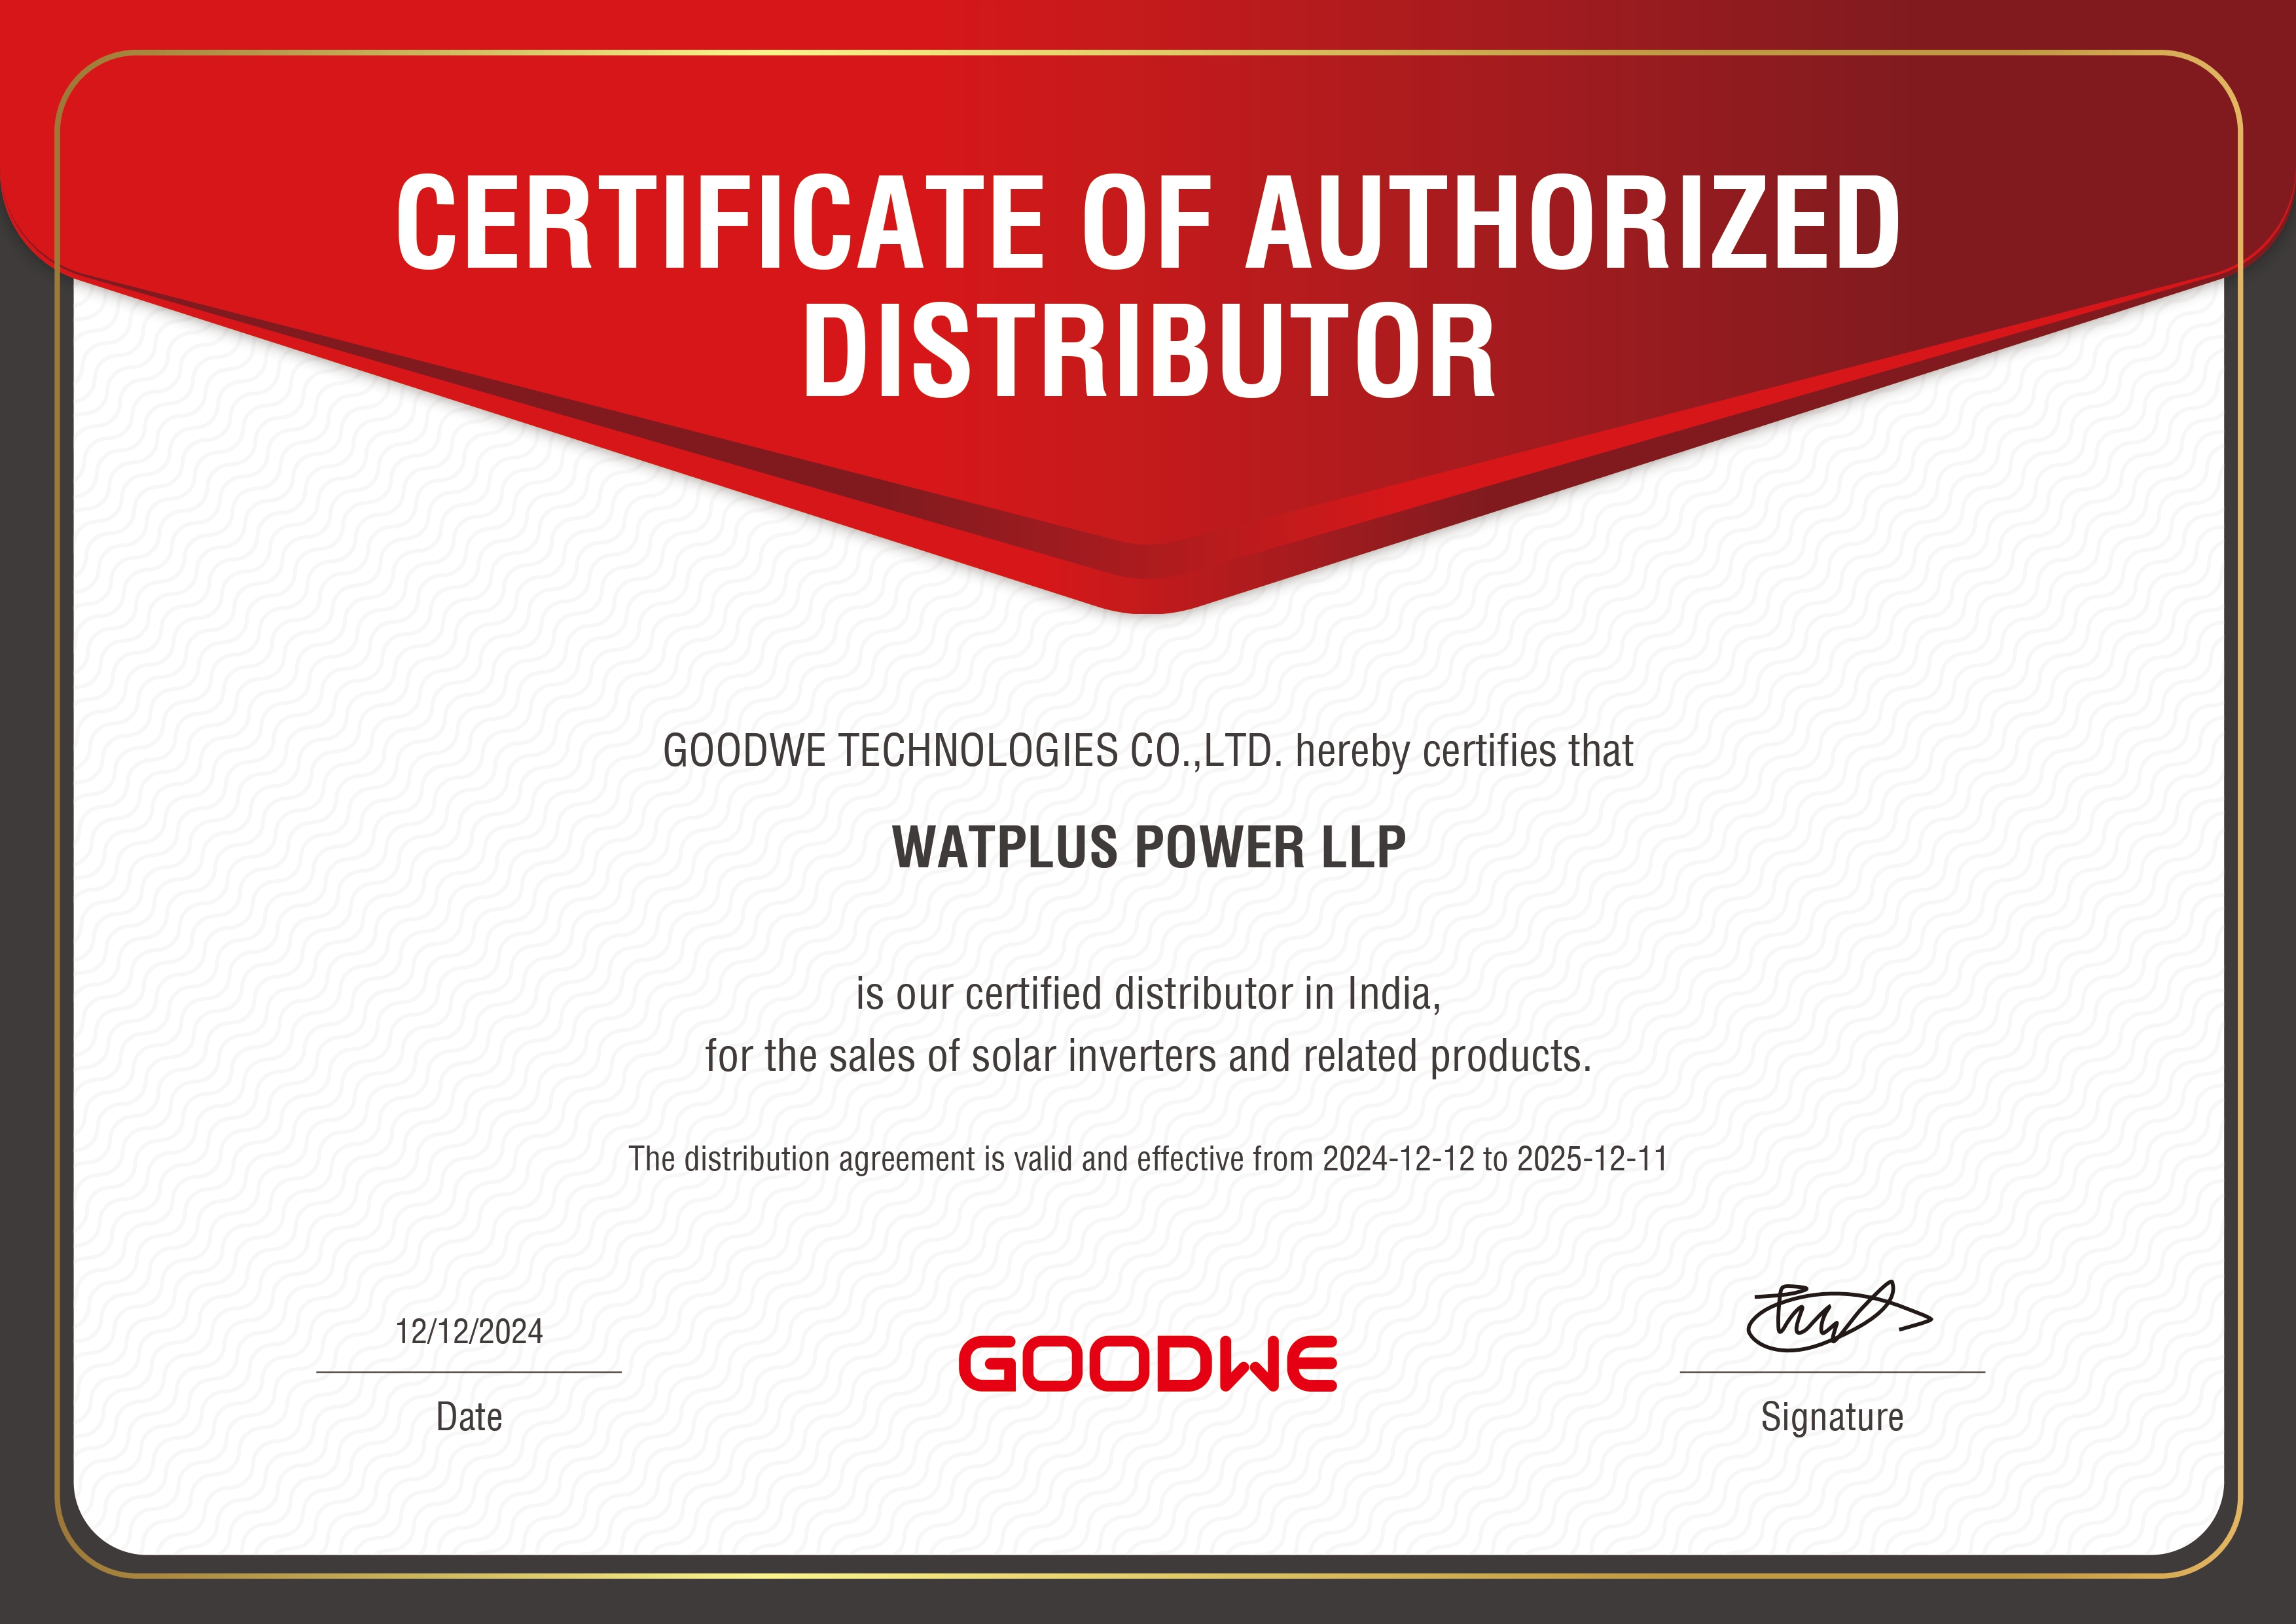 CERTIFICATE OF AUTHORIZED
DISTRIBUTOR
GOODWE TECHNOLOGIES CO.,LTD. hereby certifies that
WATPLUS POWER LLP
is our certified distributor in India,
for the sales of solar inverters and related products.
The distribution agreement is valid and effective from 2024-12-12 to 2025-12-11
12/12/2024
Date
GOODWE
Signature